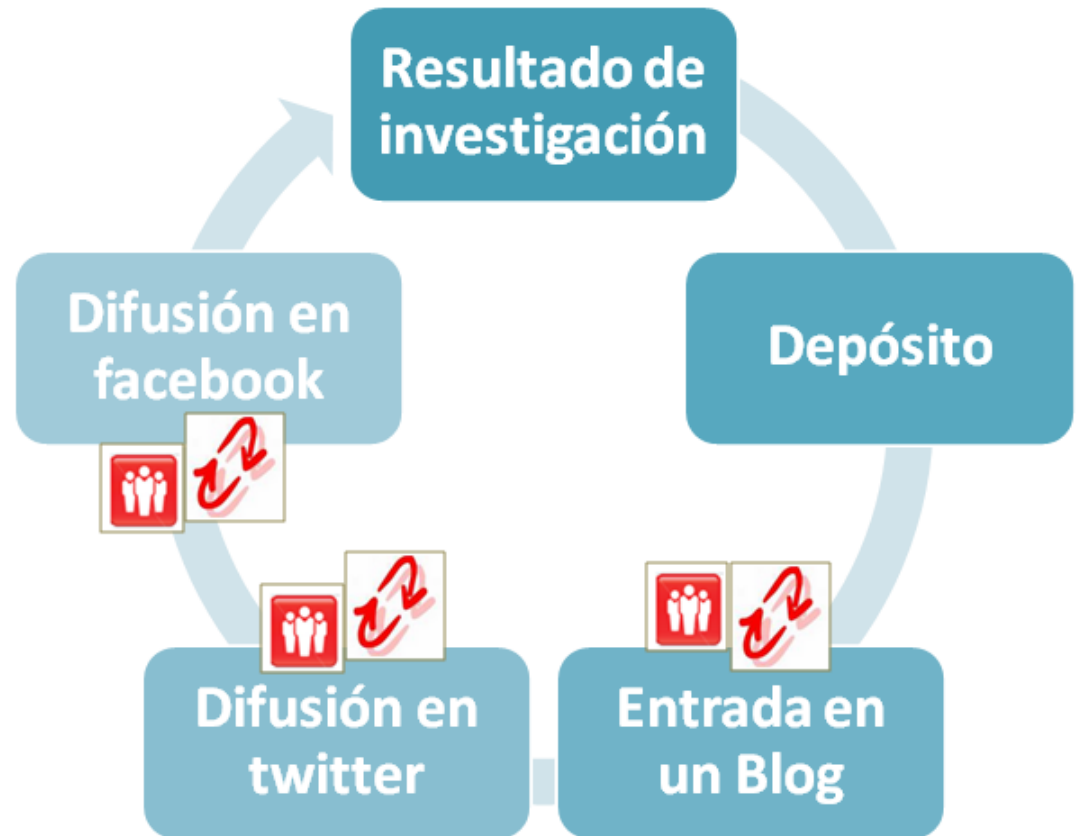 Resultado de
investigación
Depósito
Entrada en
un Blog
Difusión en
twitter
Difusión en
facebook